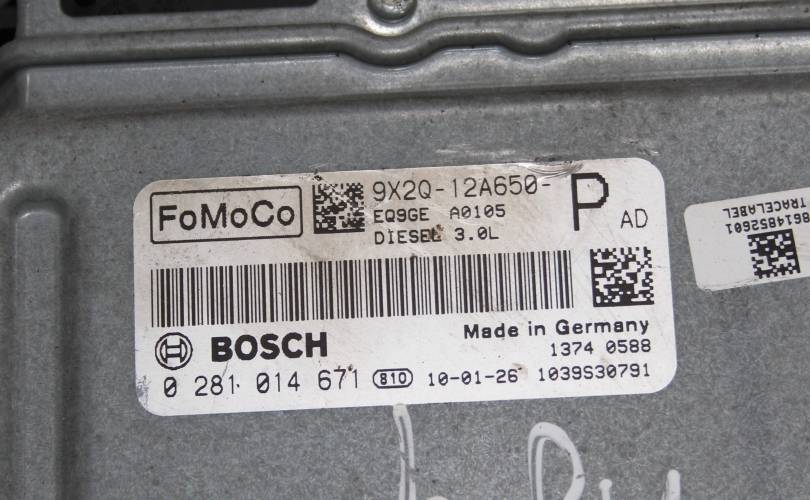 FoMoCo
9X2Q-12A650-
P
AD
EQ9GE A0105
DIESEL 3.0L
BOSCH
Made in Germany
1374 0588
0 281 014 671 810 10-01-26 1039S30791
8614852601
TRACELABEL